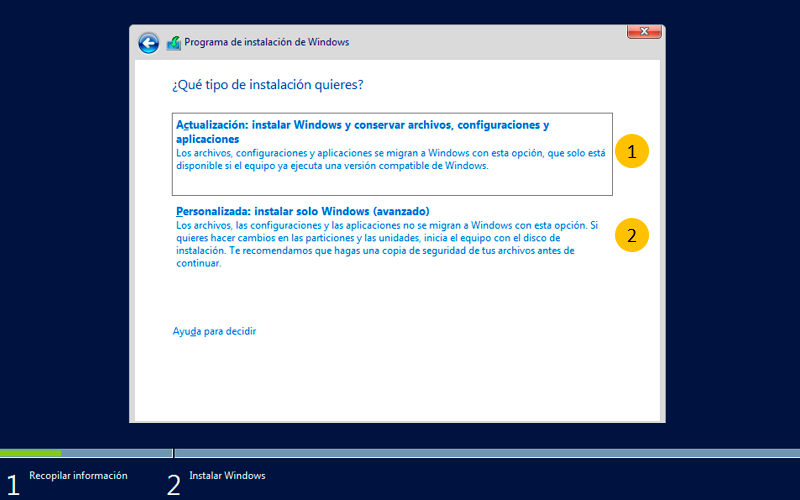 Programa de instalación de Windows
¿Qué tipo de instalación quieres?
Actualización: instalar Windows y conservar archivos, configuraciones y
aplicaciones
Los archivos, configuraciones y aplicaciones se migran a Windows con esta opción, que solo está
disponible si el equipo ya ejecuta una versión compatible de Windows.
1
Personalizada: instalar solo Windows (avanzado)
Los archivos, las configuraciones y las aplicaciones no se migran a Windows con esta opción. Si
quieres hacer cambios en las particiones y las unidades, inicia el equipo con el disco de
instalación. Te recomendamos que hagas una copia de seguridad de tus archivos antes de
continuar.
2
Ayuda para decidir
1 Recopilar información
2 Instalar Windows